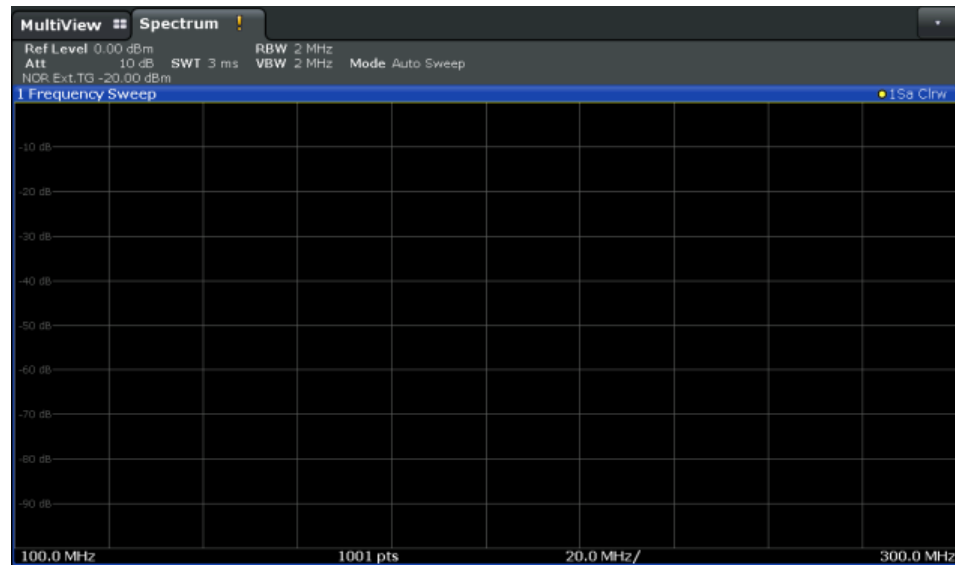 MultiView Spectrum !
Ref Level 0.00 dBm RBW 2 MHz
Att 10 dB SWT 3 ms VBW 2 MHz Mode Auto Sweep
NOR Ext.TG -20.00 dBm
1 Frequency Sweep 1Sa Clrw
-10 dB
-20 dB
-30 dB
-40 dB
-50 dB
-60 dB
-70 dB
-80 dB
-90 dB
100.0 MHz 1001 pts 20.0 MHz/ 300.0 MHz